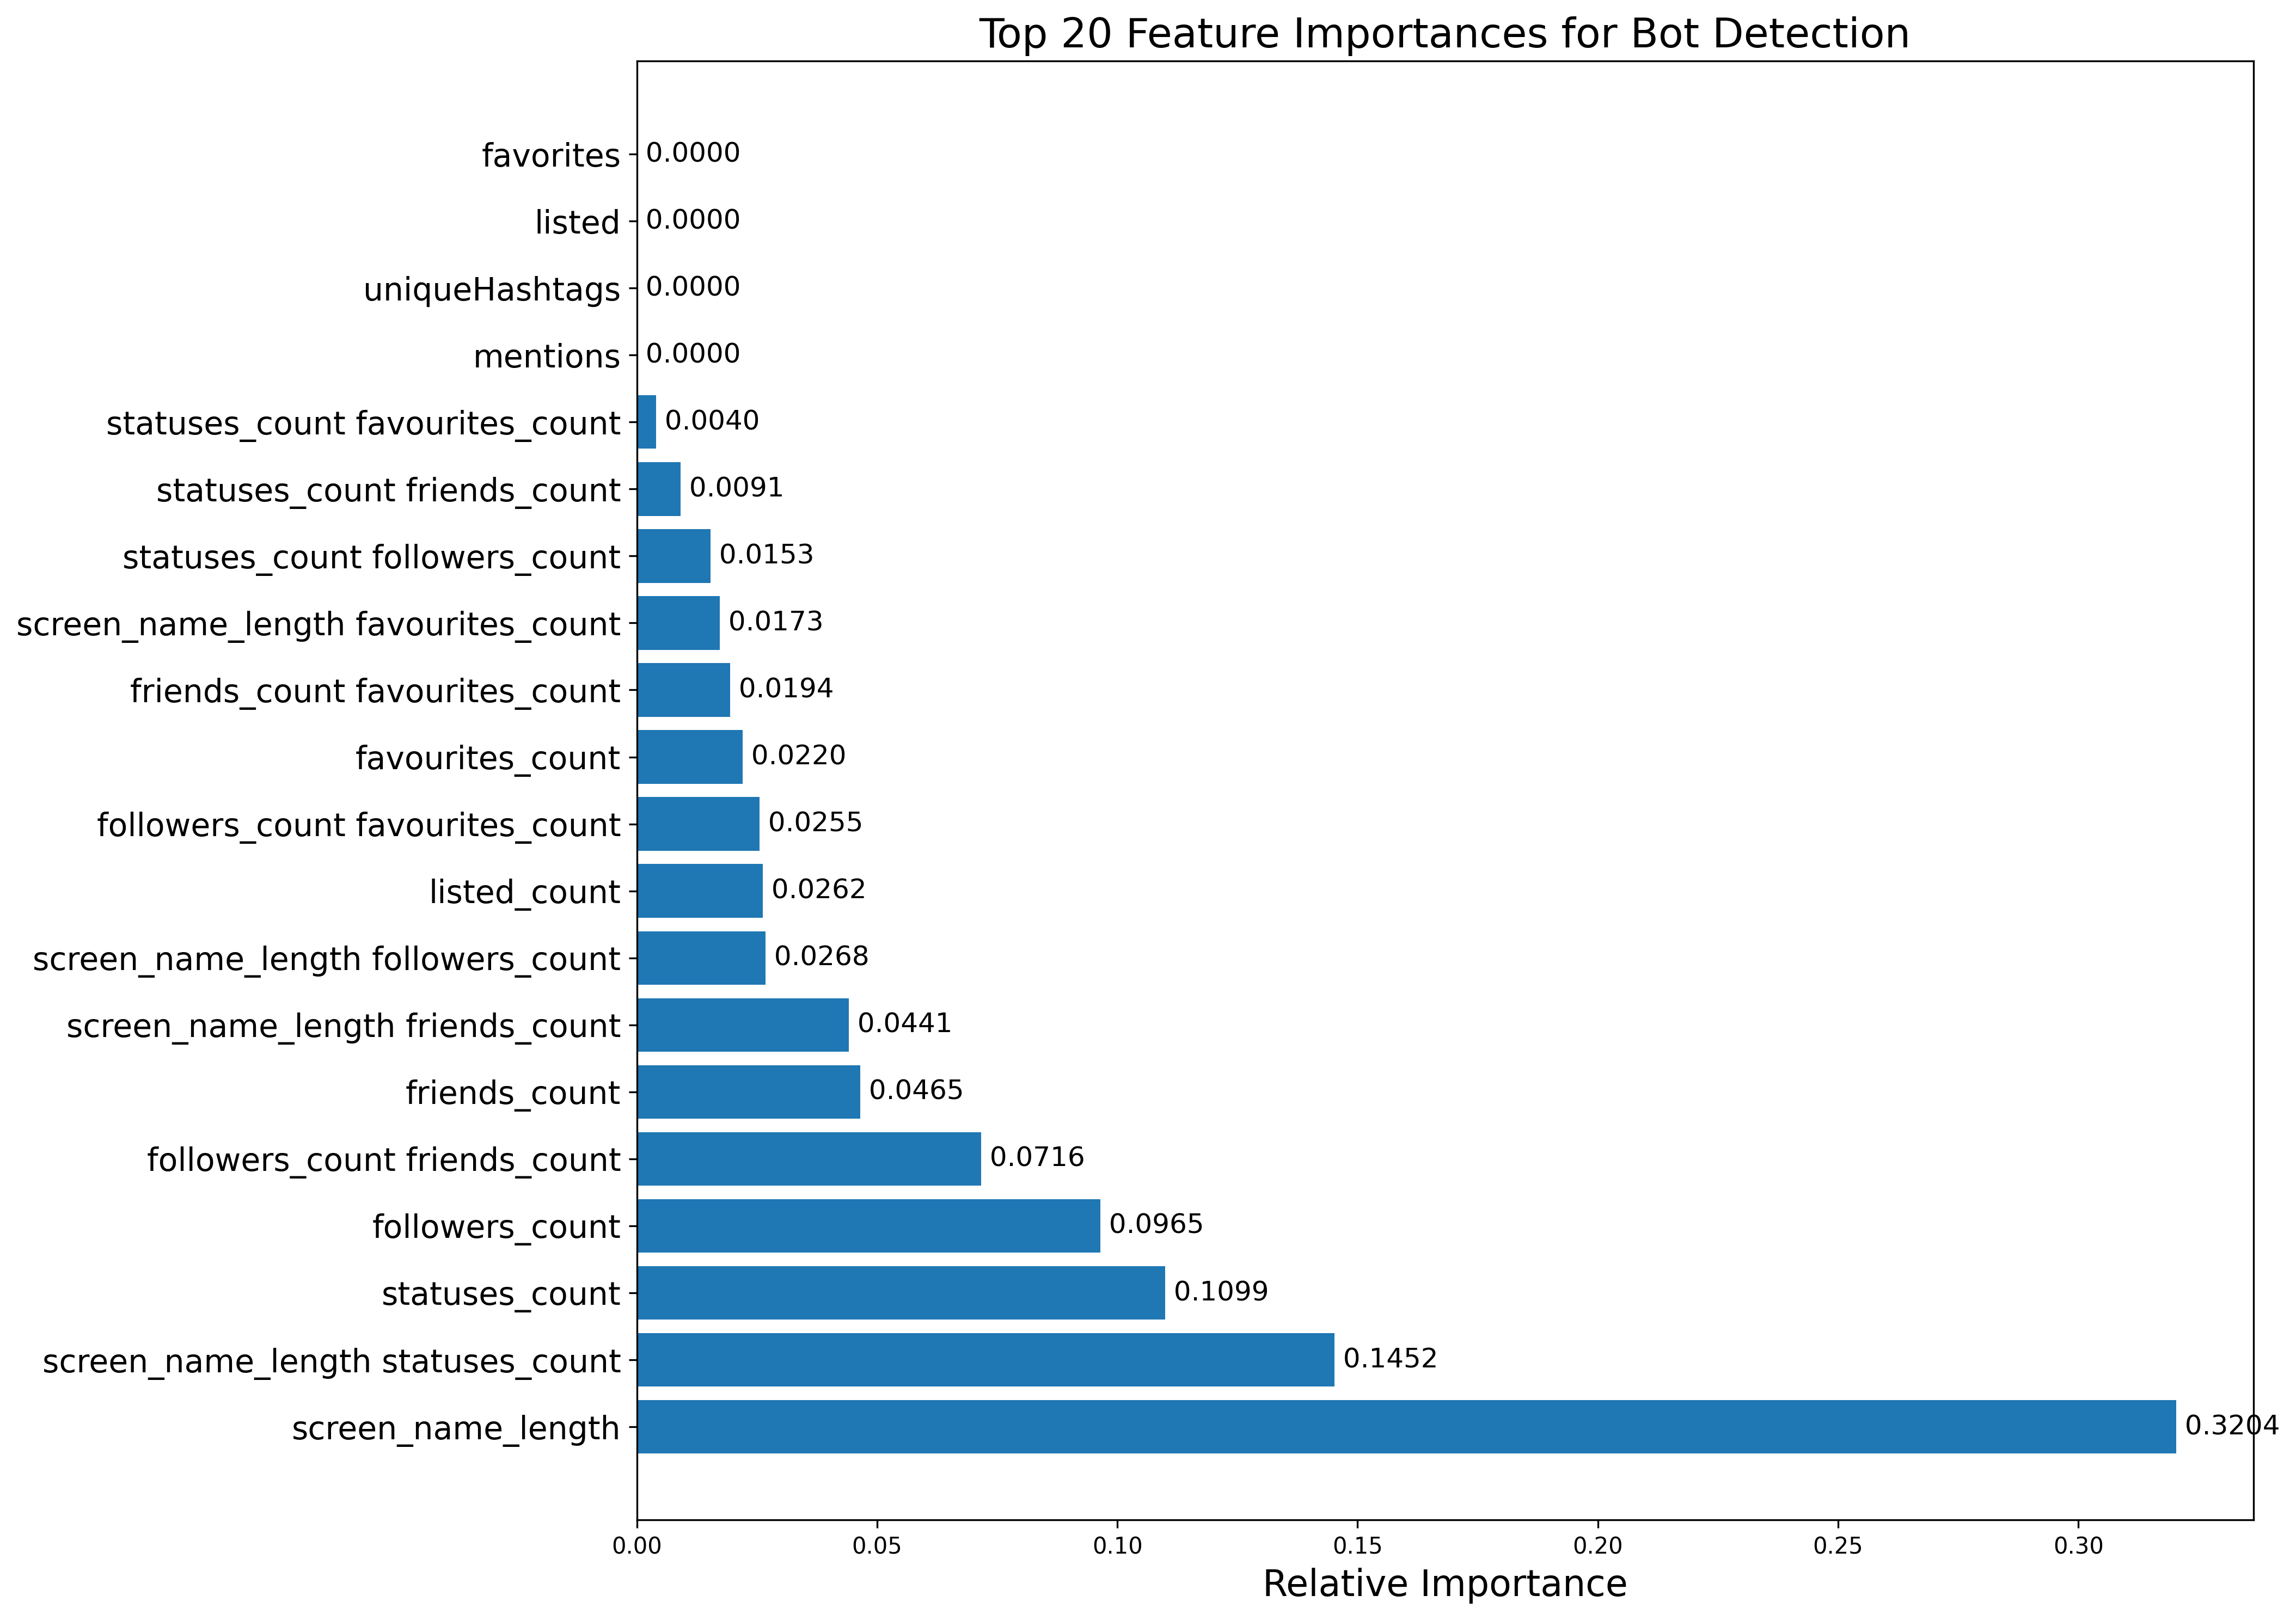 Top 20 Feature Importances for Bot Detection
favorites 0.0000
listed 0.0000
uniqueHashtags 0.0000
mentions 0.0000
statuses_count favourites_count 0.0040
statuses_count friends_count 0.0091
statuses_count followers_count 0.0153
screen_name_length favourites_count 0.0173
friends_count favourites_count 0.0194
favourites_count 0.0220
followers_count favourites_count 0.0255
listed_count 0.0262
screen_name_length followers_count 0.0268
screen_name_length friends_count 0.0441
friends_count 0.0465
followers_count friends_count 0.0716
followers_count 0.0965
statuses_count 0.1099
screen_name_length statuses_count 0.1452
screen_name_length 0.3204
0.00 0.05 0.10 0.15 0.20 0.25 0.30
Relative Importance